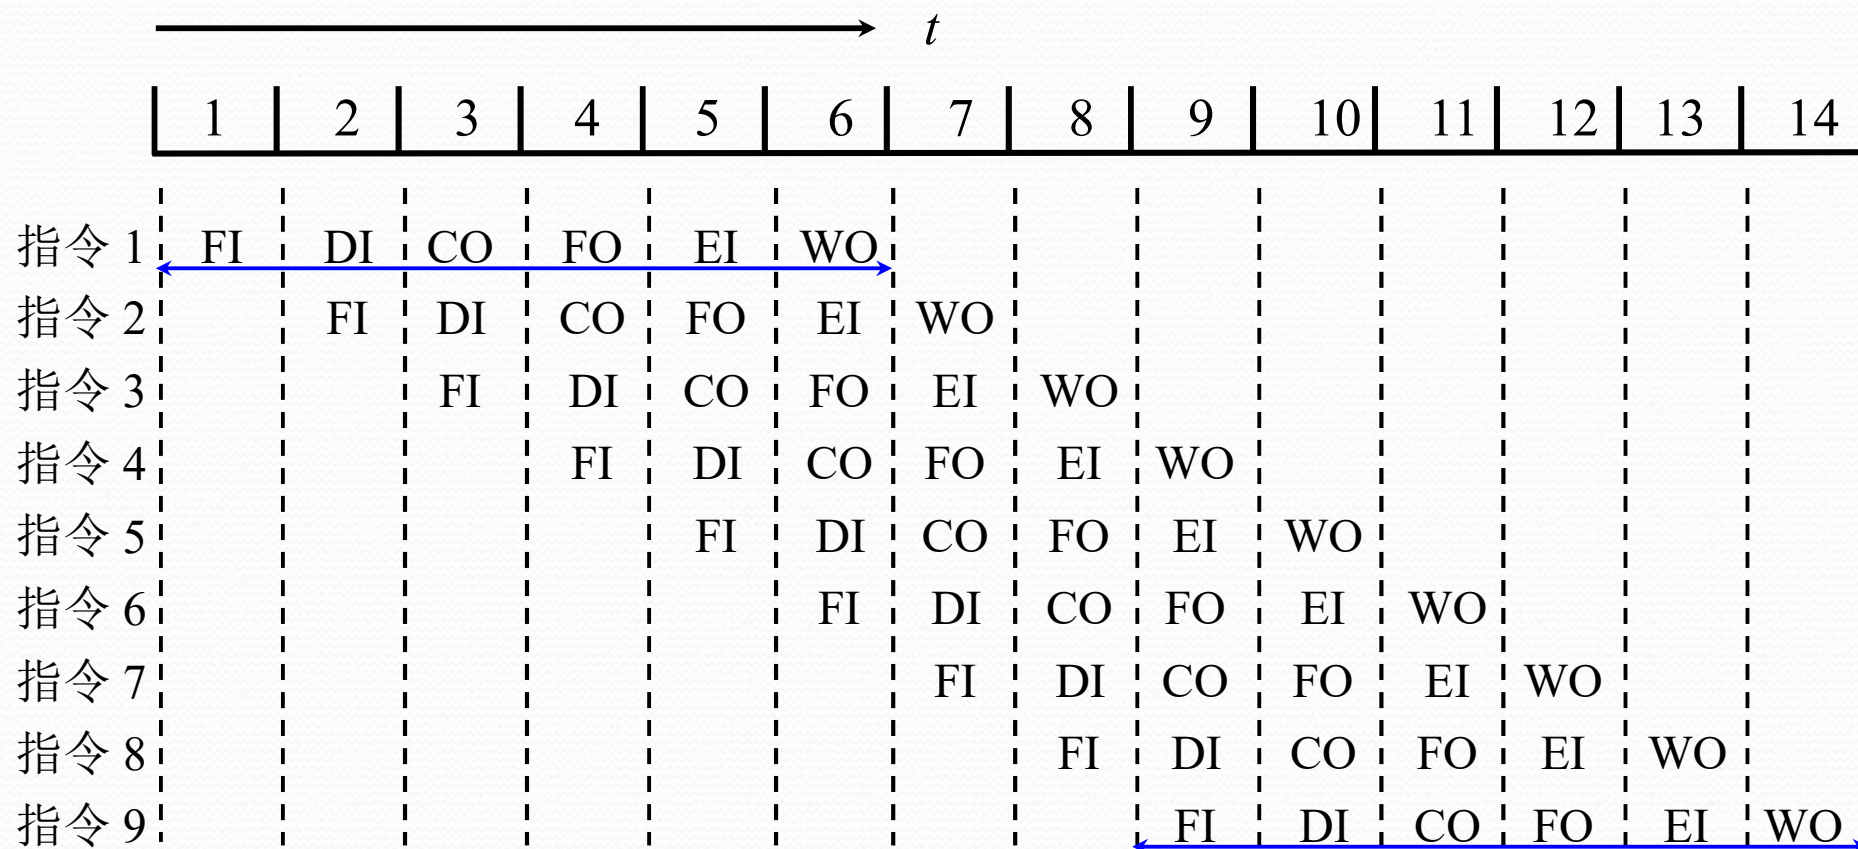 t
1 2 3 4 5 6 7 8 9 10 11 12 13 14
指令 1 FI DI CO FO EI WO
指令 2 FI DI CO FO EI WO
指令 3 FI DI CO FO EI WO
指令 4 FI DI CO FO EI WO
指令 5 FI DI CO FO EI WO
指令 6 FI DI CO FO EI WO
指令 7 FI DI CO FO EI WO
指令 8 FI DI CO FO EI WO
指令 9 FI DI CO FO EI WO